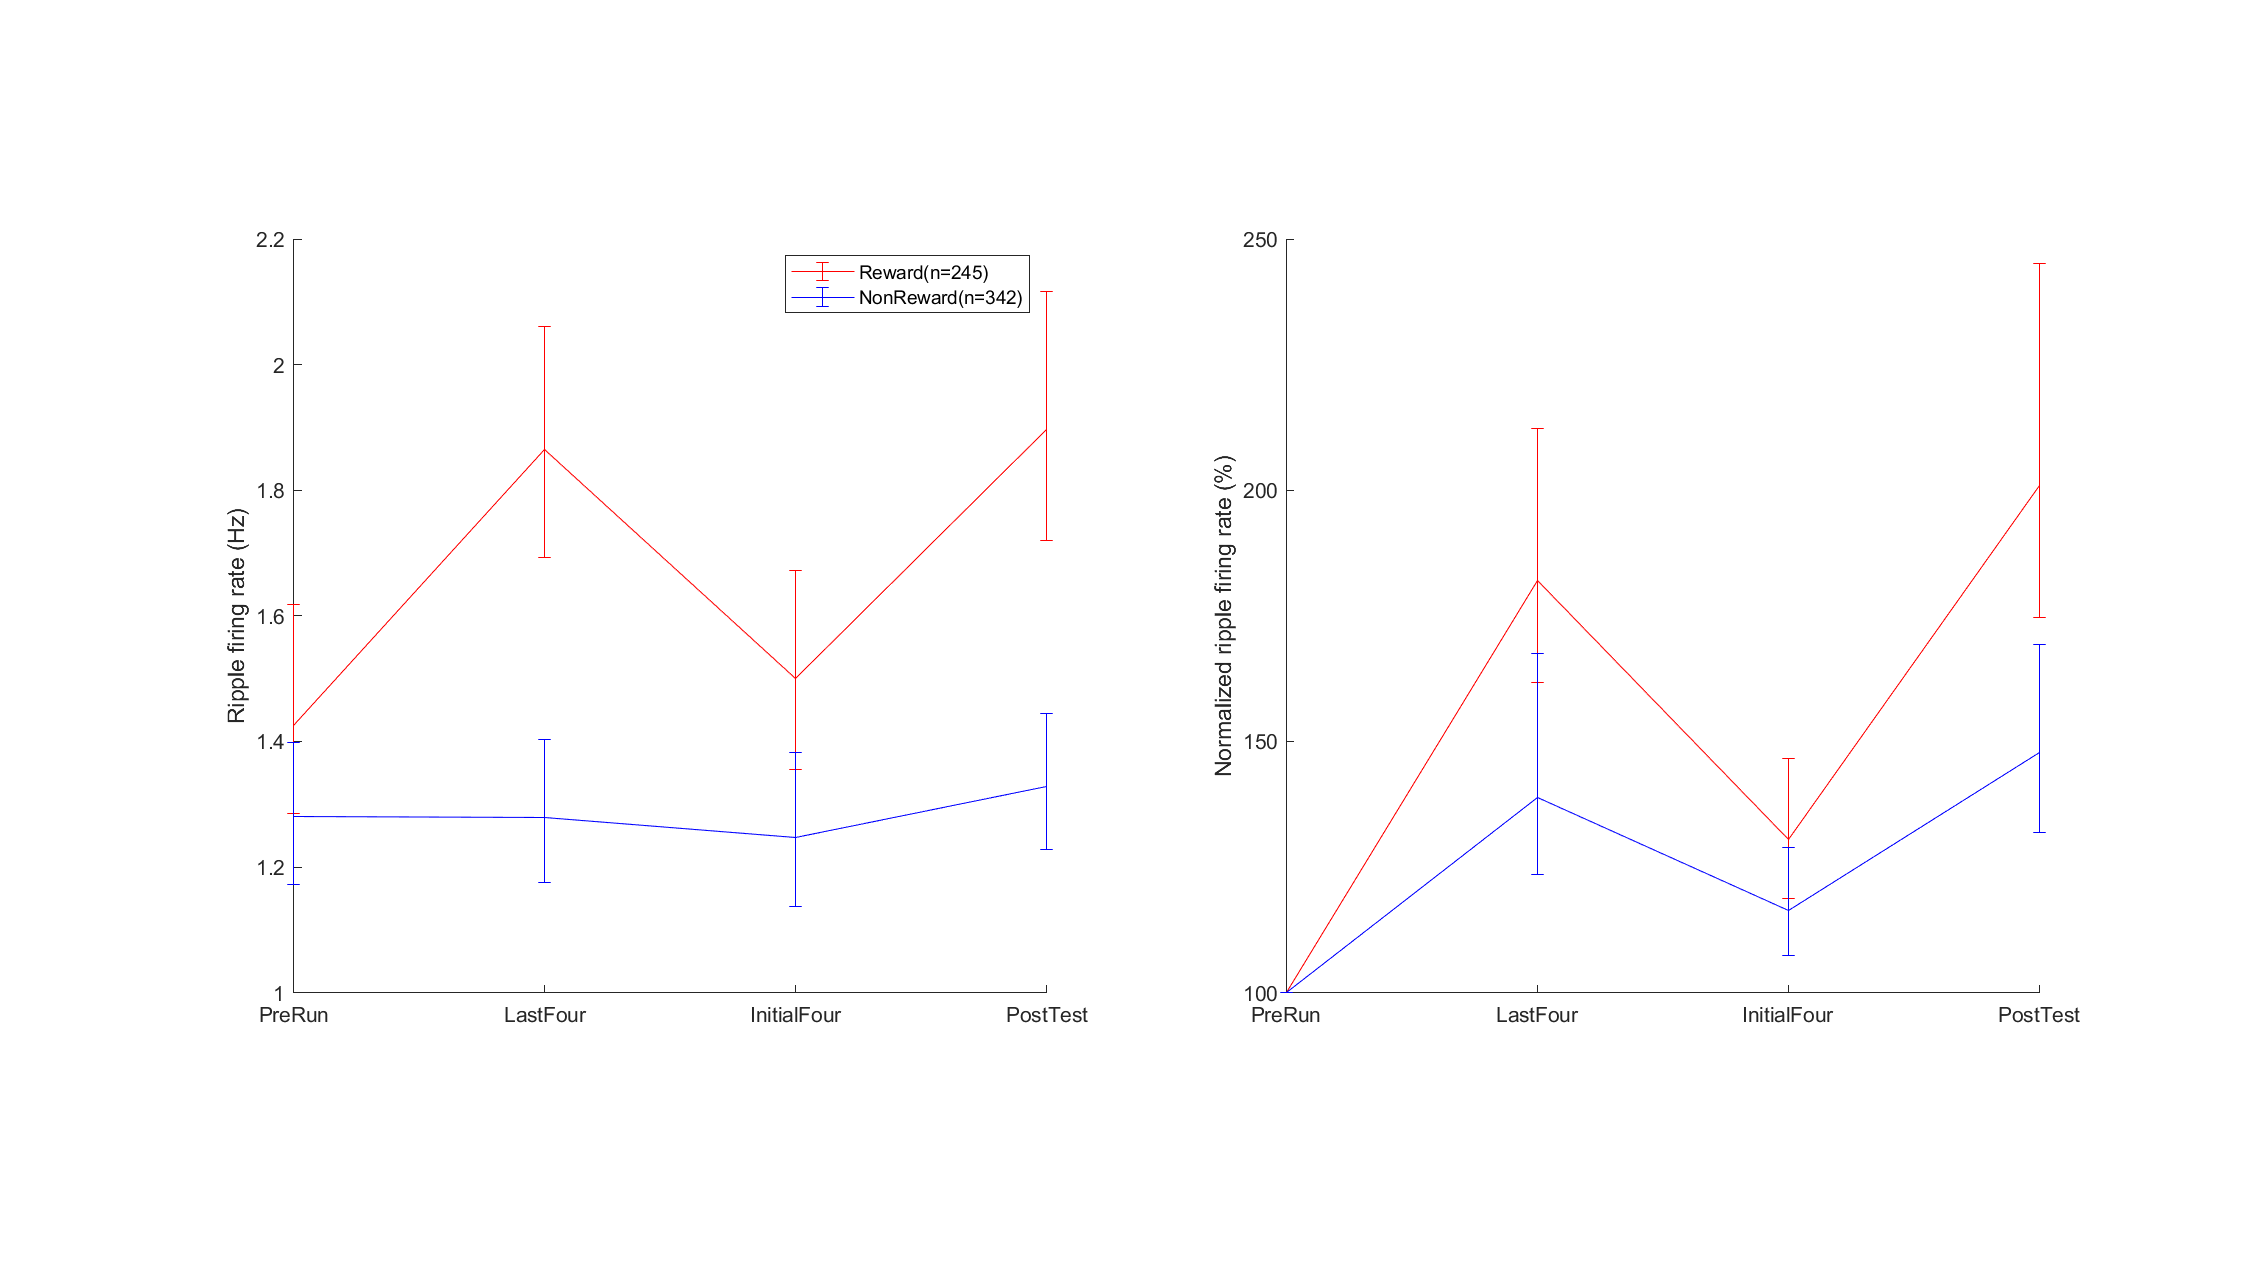 Ripple firing rate (Hz)
2.2
2
1.8
1.6
1.4
1.2
1
PreRun
LastFour
InitialFour
PostTest
Reward(n=245)
NonReward(n=342)
Normalized ripple firing rate (%)
250
200
150
100
PreRun
LastFour
InitialFour
PostTest